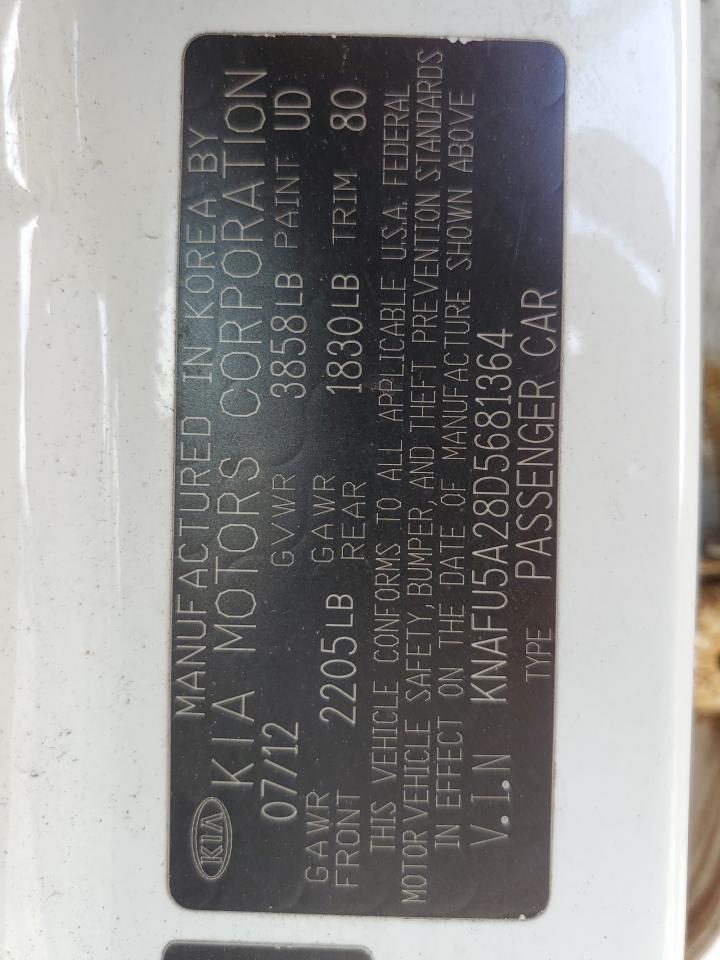 KIA
MANUFACTURED IN KOREA BY
KIA MOTORS CORPORATION
07/12 GVWR 3858LB PAINT UD
GAWR FRONT 2205LB GAWR REAR 1830LB TRIM 80
THIS VEHICLE CONFORMS TO ALL APPLICABLE U.S.A. FEDERAL
MOTOR VEHICLE SAFETY, BUMPER, AND THEFT PREVENTION STANDARDS
IN EFFECT ON THE DATE OF MANUFACTURE SHOWN ABOVE
V.I.N KNAFU5A28D5681364
TYPE PASSENGER CAR